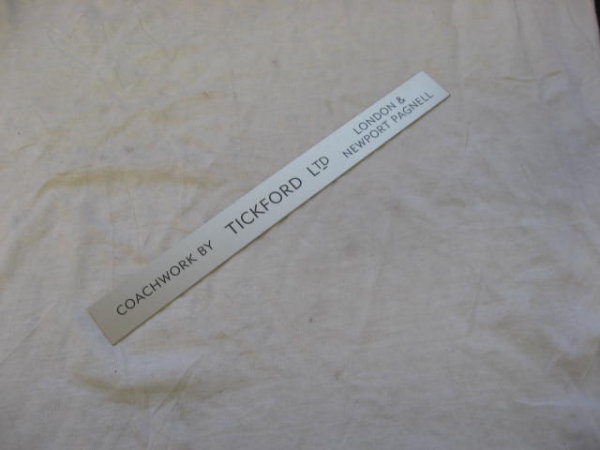 COACHWORK BY TICKFORD LTD
LONDON &
NEWPORT PAGNELL